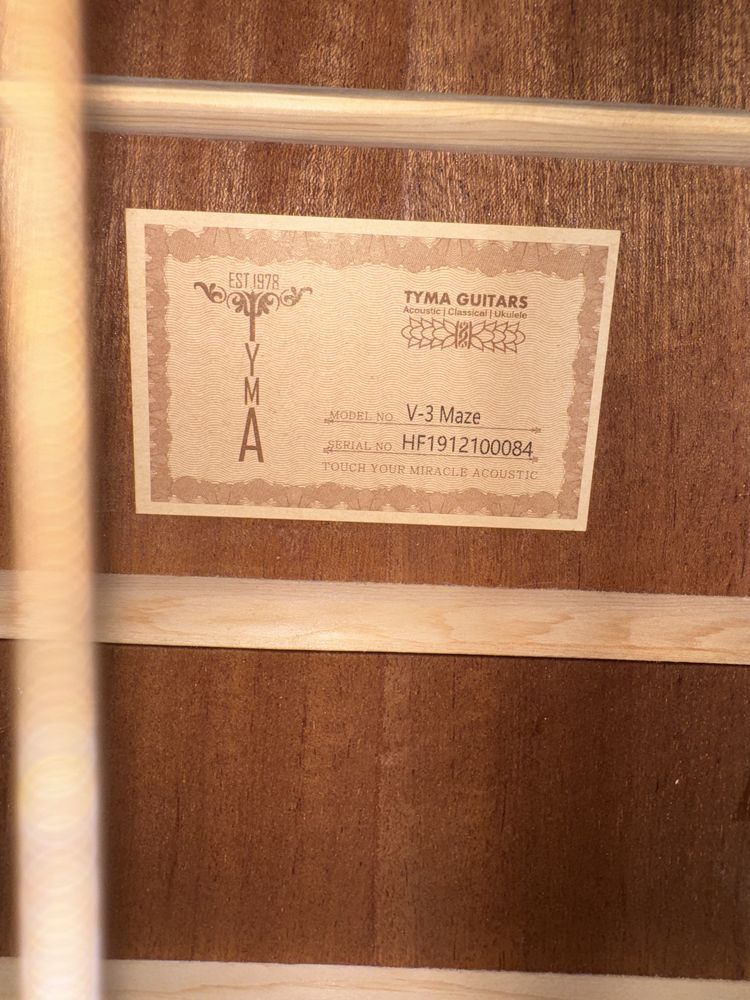 EST.1978
TYMA
TYMA GUITARS
Acoustic | Classical | Ukulele
MODEL NO V-3 Maze
SERIAL NO HF1912100084
TOUCH YOUR MIRACLE ACOUSTIC